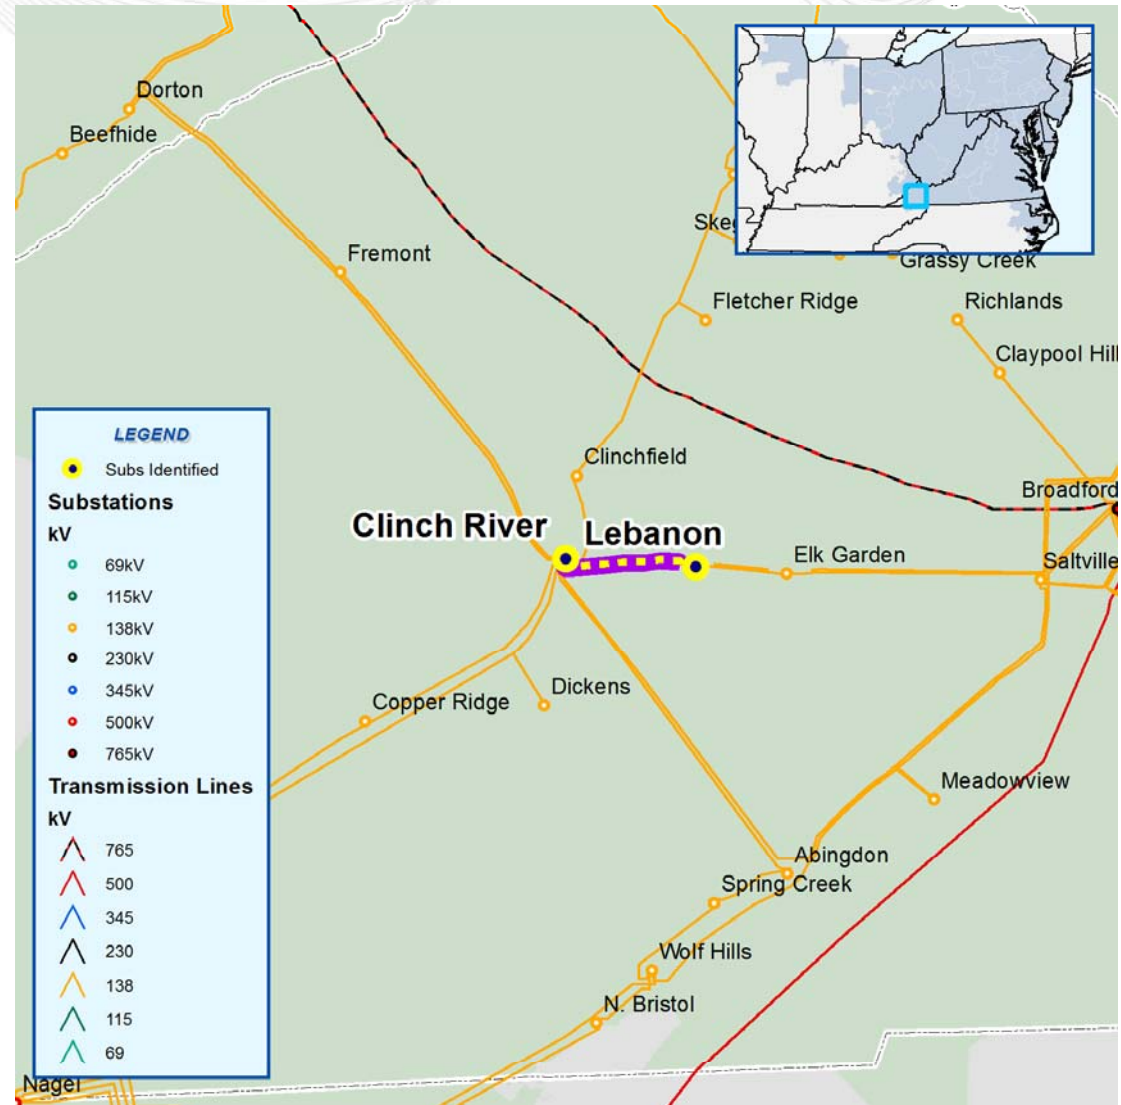 Dorton
Beefhide
Fremont
Grassy Creek
Fletcher Ridge
Richlands
Claypool Hill
Clinchfield
Broadford
Clinch River
Lebanon
Elk Garden
Saltville
Copper Ridge
Dickens
Meadowview
Abingdon
Spring Creek
Wolf Hills
N. Bristol
Nagel
LEGEND
Subs Identified
Substations
kV
69kV
115kV
138kV
230kV
345kV
500kV
765kV
Transmission Lines
kV
765
500
345
230
138
115
69